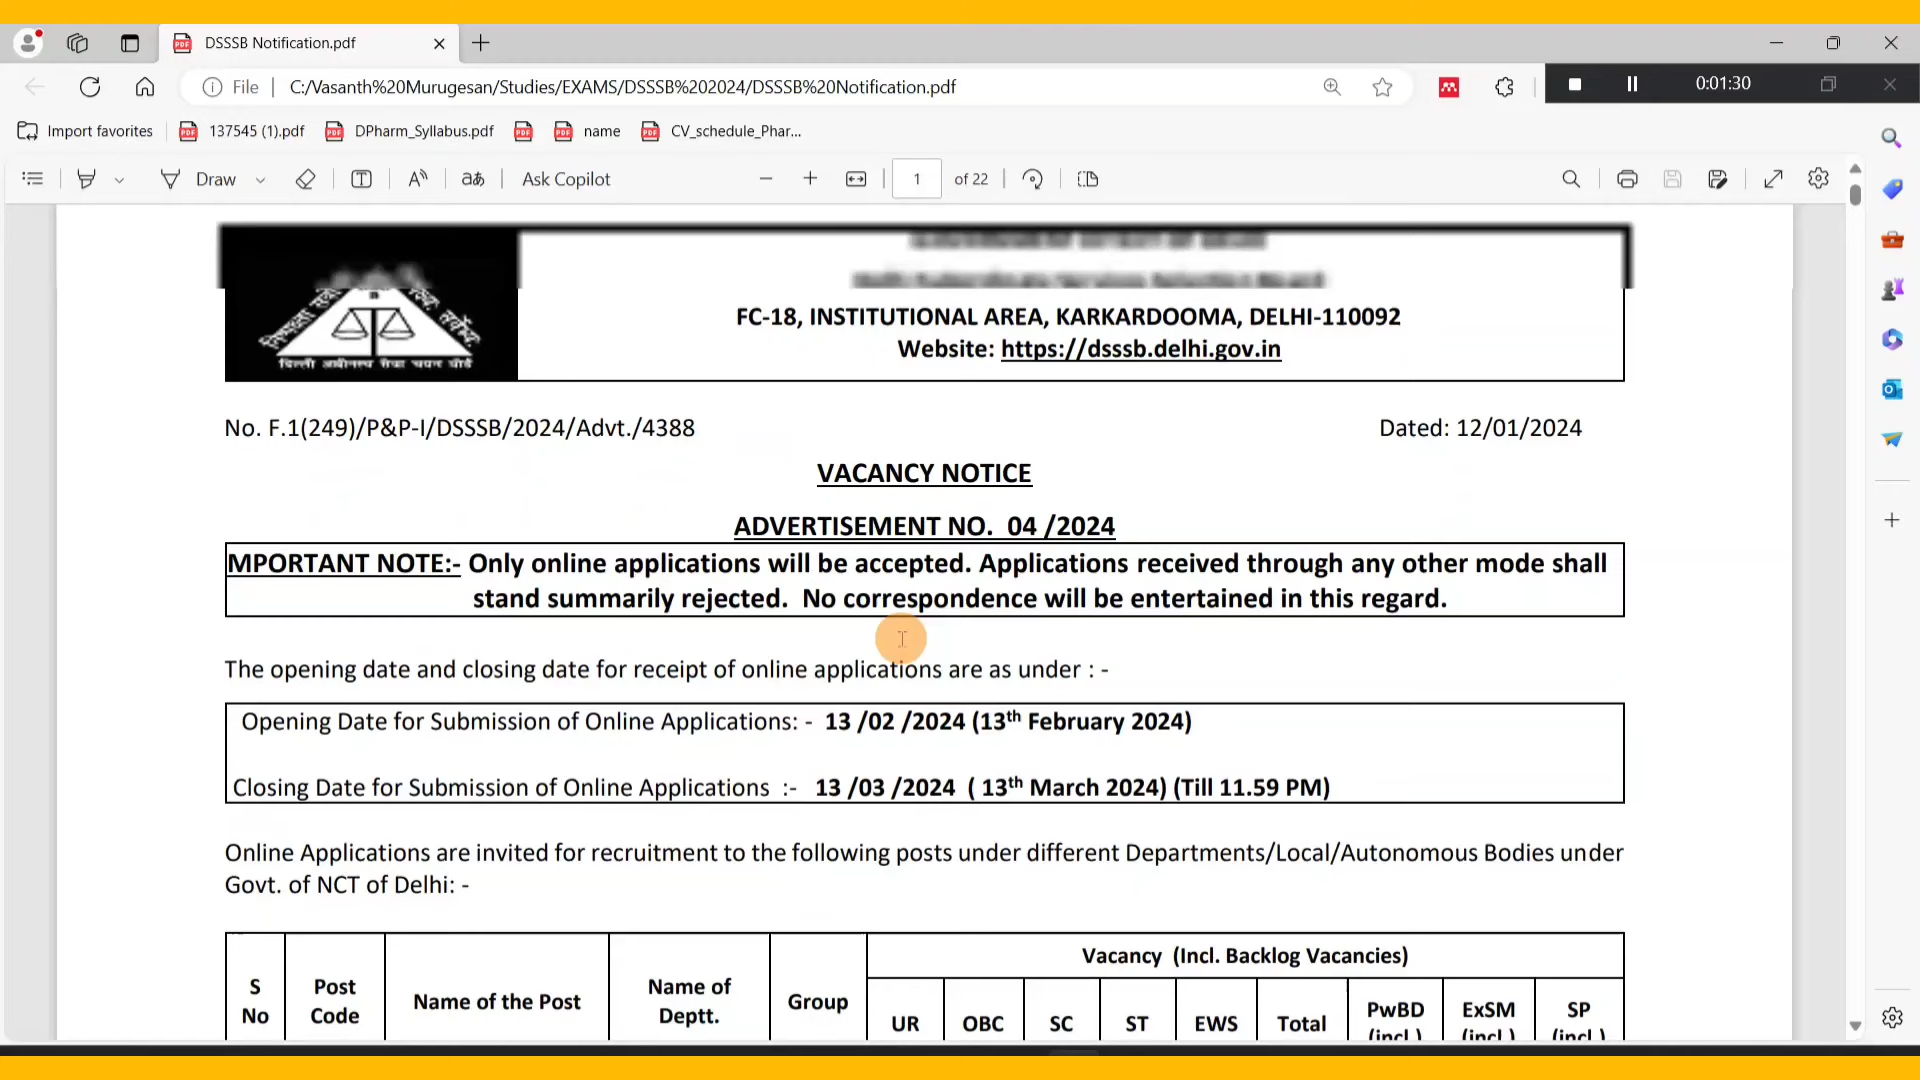 DSSSB Notification.pdf
File
C:/Vasanth%20Murugesan/Studies/EXAMS/DSSSB%202024/DSSSB%20Notification.pdf
0:01:30
Import favorites
137545 (1).pdf
DPharm_Syllabus.pdf
name
CV_schedule_Phar...
Draw
Ask Copilot
1
of 22
FC-18, INSTITUTIONAL AREA, KARKARDOOMA, DELHI-110092
Website: https://dsssb.delhi.gov.in
दिल्ली अधीनस्थ सेवा चयन बोर्ड
No. F.1(249)/P&P-I/DSSSB/2024/Advt./4388
Dated: 12/01/2024
VACANCY NOTICE
ADVERTISEMENT NO. 04 /2024
MPORTANT NOTE:- Only online applications will be accepted. Applications received through any other mode shall
stand summarily rejected. No correspondence will be entertained in this regard.
The opening date and closing date for receipt of online applications are as under : -
Opening Date for Submission of Online Applications: - 13 /02 /2024 (13th February 2024)
Closing Date for Submission of Online Applications :- 13 /03 /2024 ( 13th March 2024) (Till 11.59 PM)
Online Applications are invited for recruitment to the following posts under different Departments/Local/Autonomous Bodies under
Govt. of NCT of Delhi: -
Vacancy (Incl. Backlog Vacancies)
S No
Post Code
Name of the Post
Name of Deptt.
Group
UR
OBC
SC
ST
EWS
Total
PwBD (incl.)
ExSM (incl.)
SP (incl.)